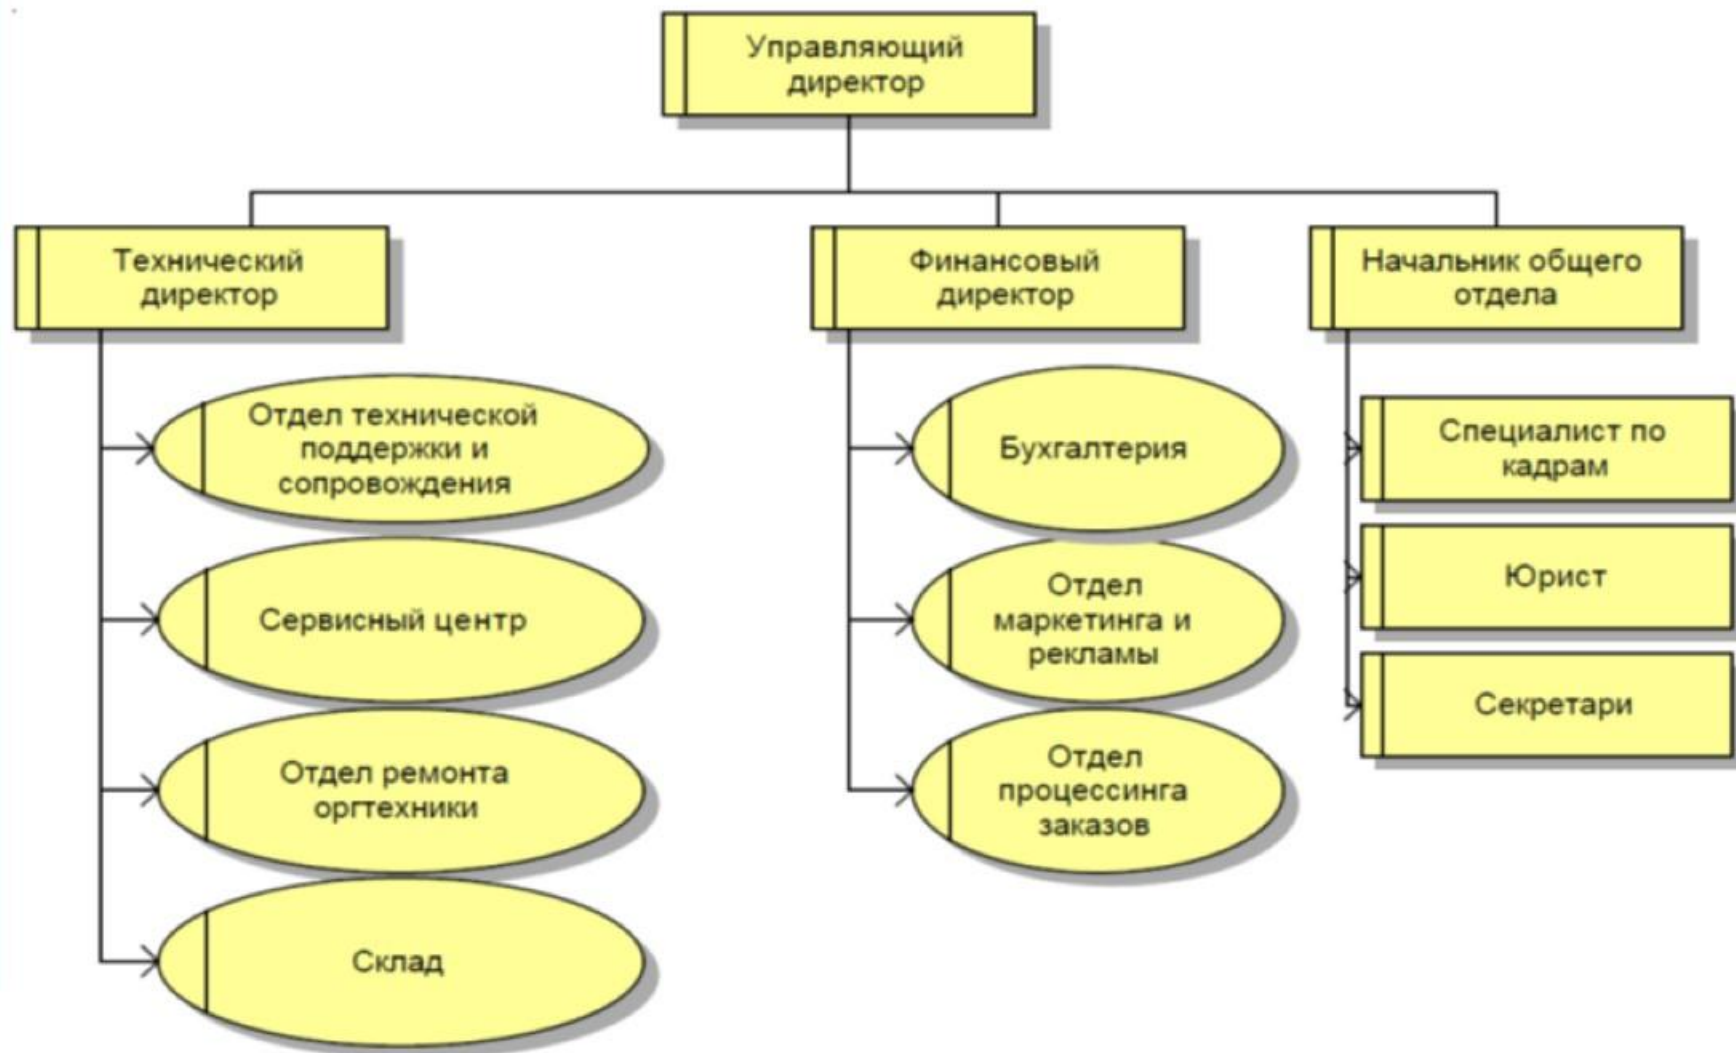 Управляющий
директор
Технический
директор
Финансовый
директор
Начальник общего
отдела
Отдел технической
поддержки и
сопровождения
Сервисный центр
Отдел ремонта
оргтехники
Склад
Бухгалтерия
Отдел
маркетинга и
рекламы
Отдел
процессинга
заказов
Специалист по
кадрам
Юрист
Секретари